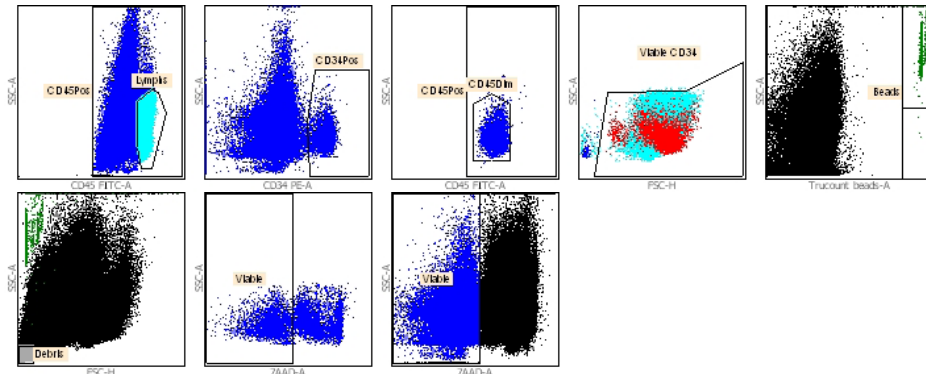 SSC-A
CD45Pos
Lymphs
CD45 FITC-A
SSC-A
CD34Pos
CD34 PE-A
SSC-A
CD45Pos
CD45Dim
CD45 FITC-A
SSC-A
Viable CD34
FSC-H
SSC-A
Beads
Trucount beads-A
SSC-A
Debris
FSC-H
SSC-A
Viable
7AAD-A
SSC-A
Viable
7AAD-A